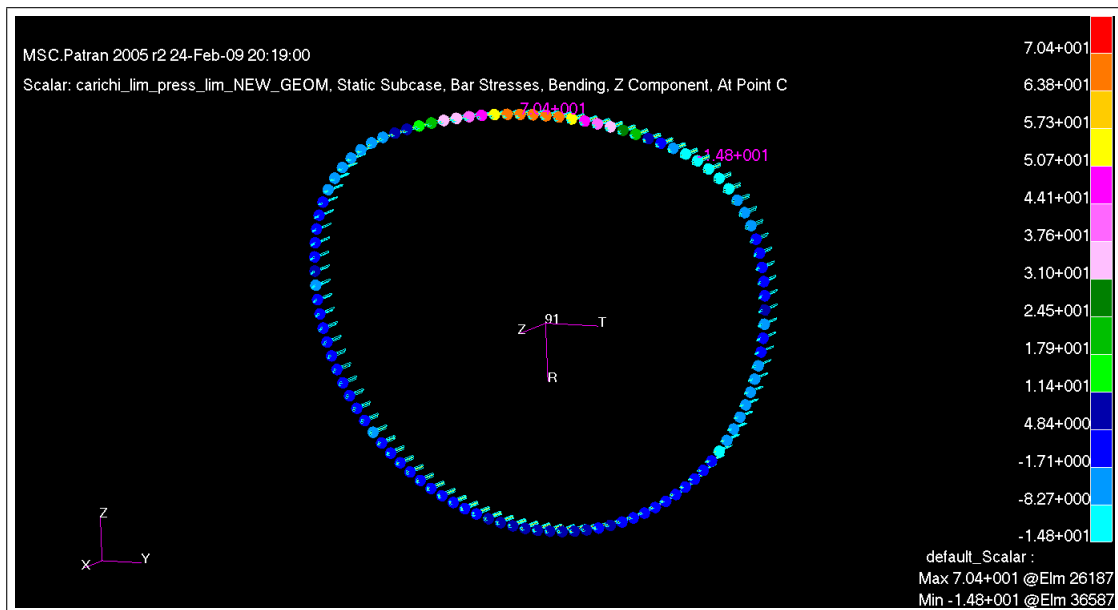 MSC.Patran 2005 r2 24-Feb-09 20:19:00
Scalar: carichi_lim_press_lim_NEW_GEOM, Static Subcase, Bar Stresses, Bending, Z Component, At Point C
7.04+001
-1.48+001
91
Z
T
R
Z
X
Y
7.04+001
6.38+001
5.73+001
5.07+001
4.41+001
3.76+001
3.10+001
2.45+001
1.79+001
1.14+001
4.84+000
-1.71+000
-8.27+000
-1.48+001
default_Scalar :
Max 7.04+001 @Elm 26187
Min -1.48+001 @Elm 36587